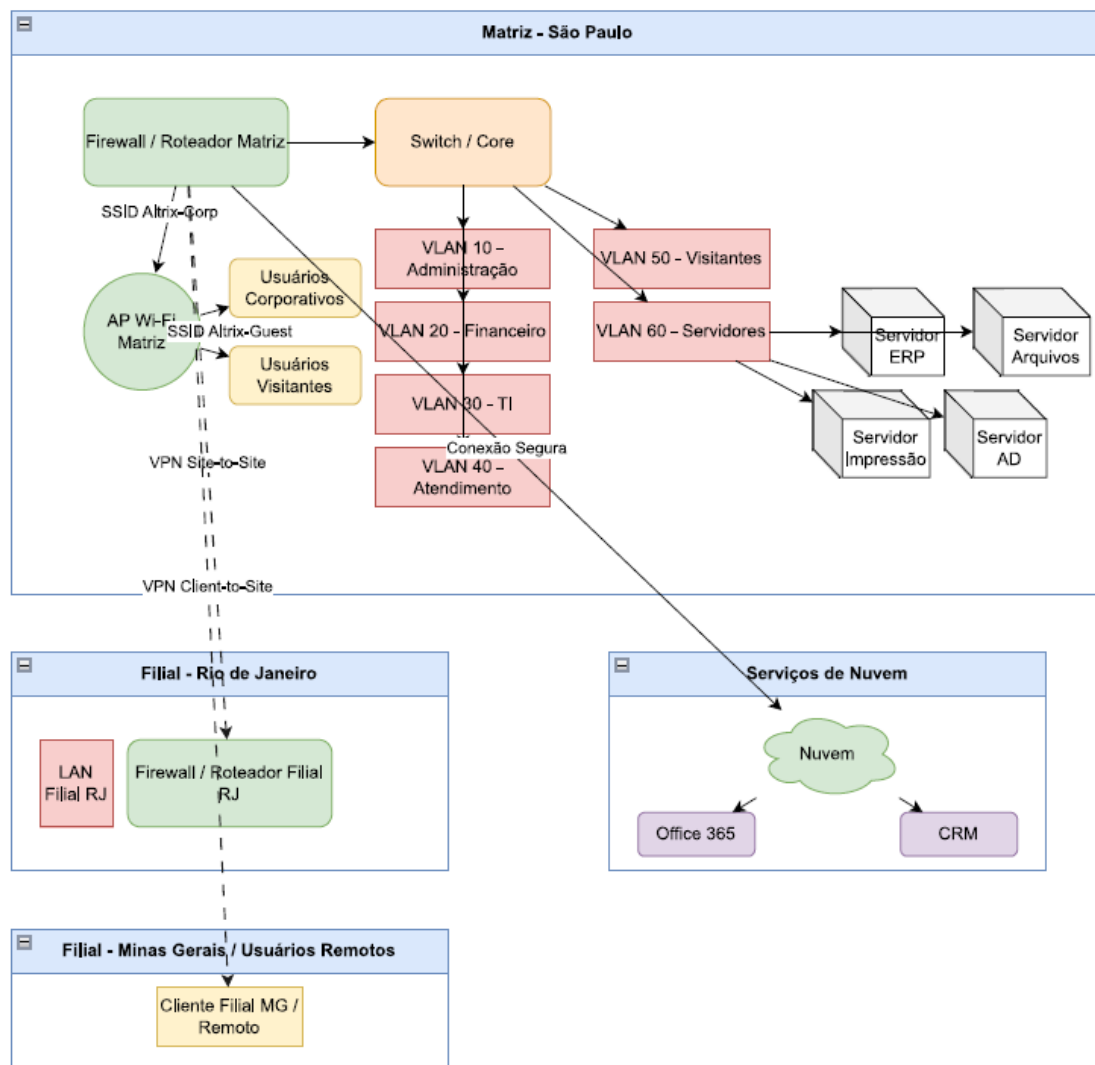 Matriz - São Paulo
Firewall / Roteador Matriz
Switch / Core
SSID Altrix-Corp
VLAN 10 –
Administração
VLAN 50 – Visitantes
Usuários
Corporativos
AP Wi-Fi
Matriz
SSID Altrix-Guest
VLAN 20 – Financeiro
VLAN 60 – Servidores
Servidor
ERP
Servidor
Arquivos
Usuários
Visitantes
VLAN 30 – TI
Conexão Segura
VLAN 40 –
Atendimento
Servidor
Impressão
Servidor
AD
VPN Site-to-Site
VPN Client-to-Site
Filial - Rio de Janeiro
LAN
Filial RJ
Firewall / Roteador Filial
RJ
Serviços de Nuvem
Nuvem
Office 365
CRM
Filial - Minas Gerais / Usuários Remotos
Cliente Filial MG /
Remoto